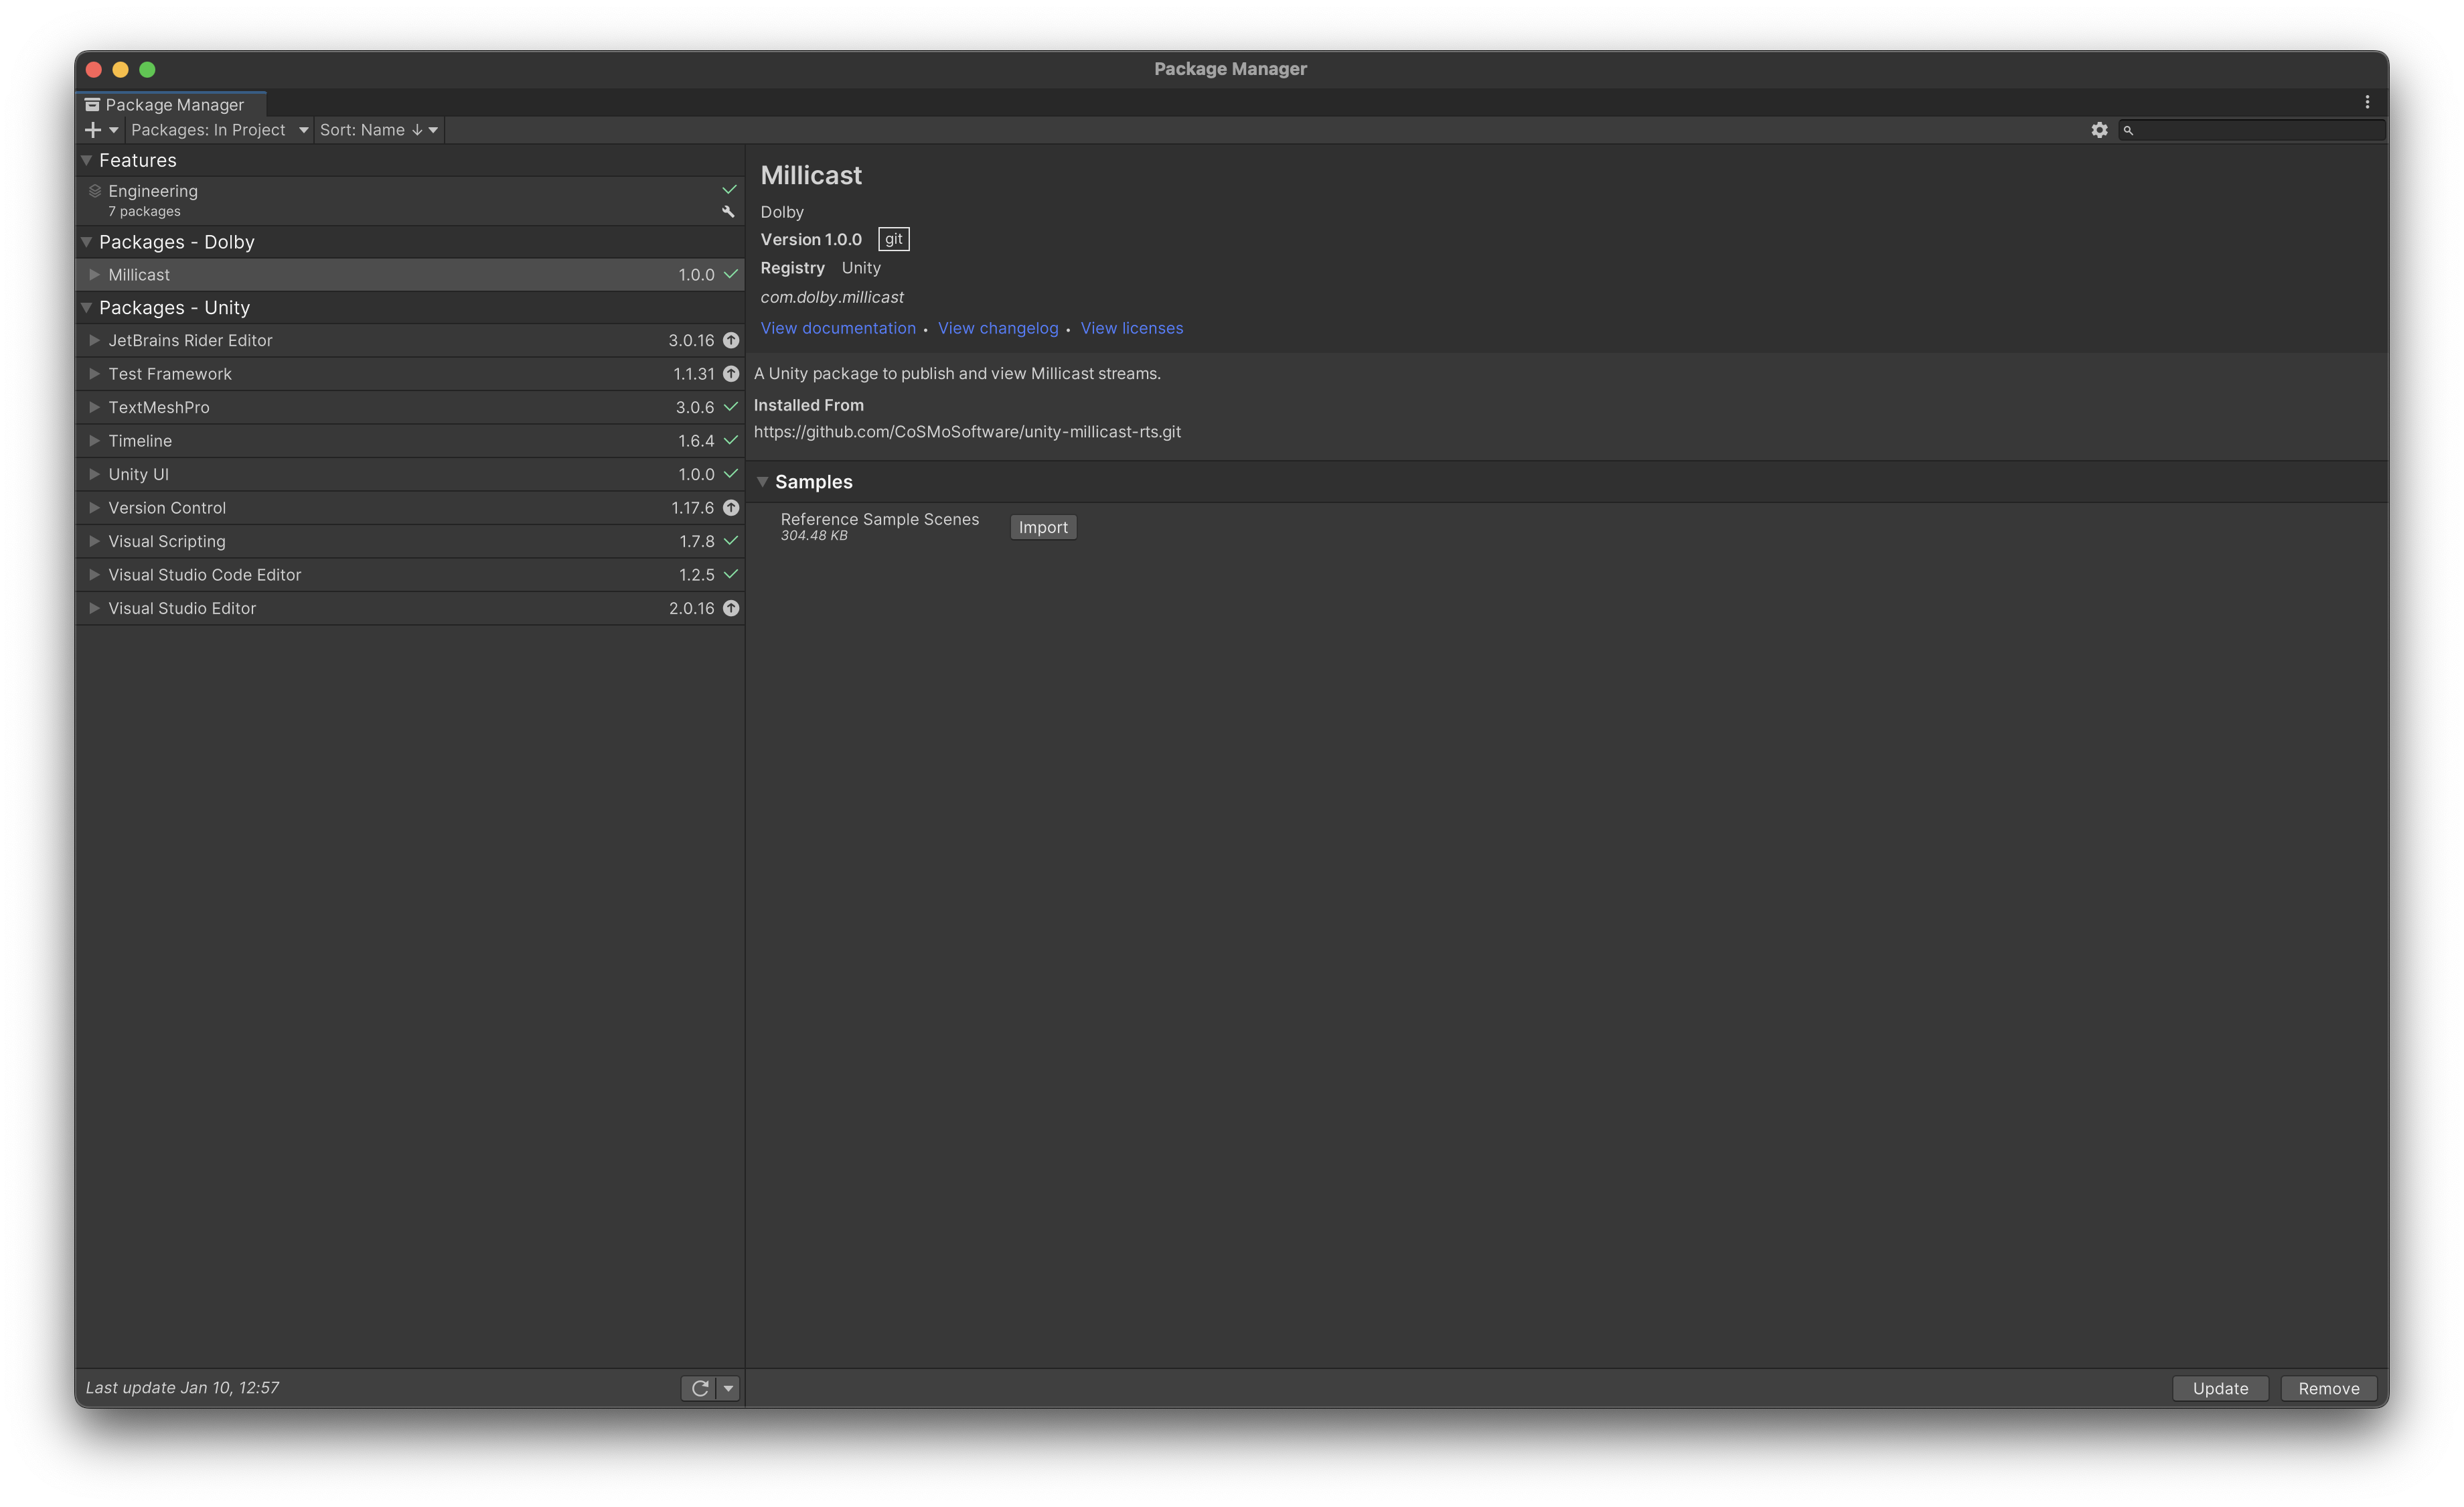 Package Manager
Package Manager
Packages: In Project
Sort: Name ↓
Features
Engineering
7 packages
Packages - Dolby
Millicast 1.0.0
Packages - Unity
JetBrains Rider Editor 3.0.16
Test Framework 1.1.31
TextMeshPro 3.0.6
Timeline 1.6.4
Unity UI 1.0.0
Version Control 1.17.6
Visual Scripting 1.7.8
Visual Studio Code Editor 1.2.5
Visual Studio Editor 2.0.16
Last update Jan 10, 12:57
Millicast
Dolby
Version 1.0.0 git
Registry Unity
com.dolby.millicast
View documentation • View changelog • View licenses
A Unity package to publish and view Millicast streams.
Installed From
https://github.com/CoSMoSoftware/unity-millicast-rts.git
Samples
Reference Sample Scenes
304.48 KB
Import
Update Remove